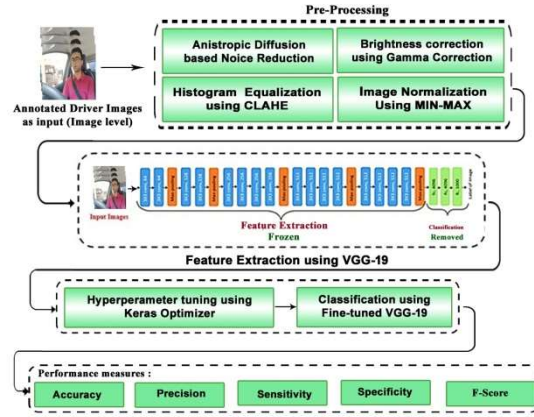 Pre-Processing
Anistropic Diffusion
based Noice Reduction
Brightness correction
using Gamma Correction
Histogram Equalization
using CLAHE
Image Normalization
Using MIN-MAX
Annotated Driver Images
as input (Image level)
Input Images
Feature Extraction
Frozen
Classification
Removed
Feature Extraction using VGG-19
Hyperperameter tuning using
Keras Optimizer
Classification using
Fine-tuned VGG-19
Performance measures :
Accuracy
Precision
Sensitivity
Specificity
F-Score